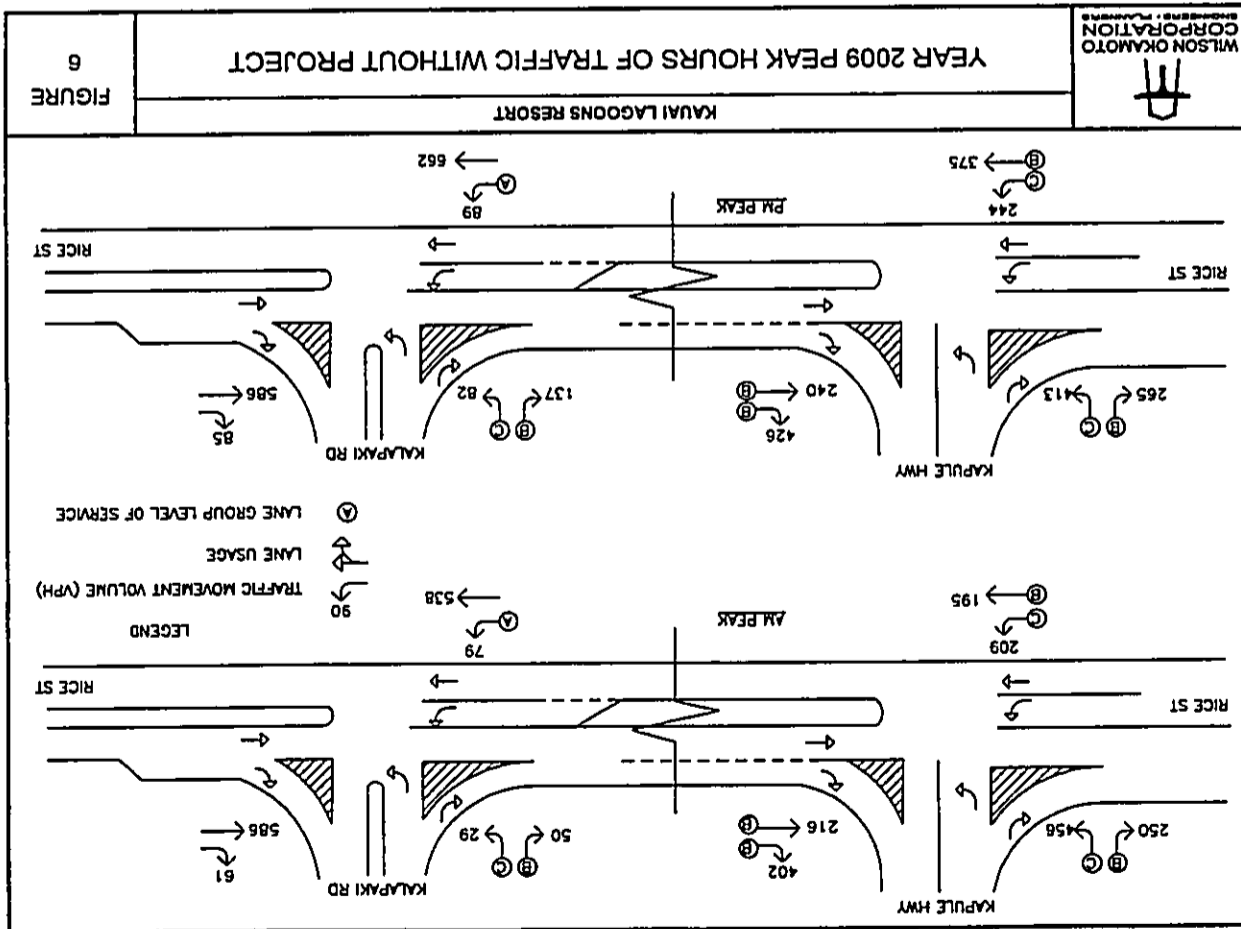 KAPULE HWY
KALAPAKI RD
250
456
B
C
402
216
B
B
50
29
B
C
61
586
RICE ST
RICE ST
209
195
C
B
AM PEAK
79
538
A
LEGEND
90
TRAFFIC MOVEMENT VOLUME (VPH)
LANE USAGE
A
LANE GROUP LEVEL OF SERVICE
KAPULE HWY
KALAPAKI RD
265
413
B
C
426
240
B
B
137
82
B
C
85
586
RICE ST
RICE ST
244
375
C
B
PM PEAK
89
662
A
WILSON OKAMOTO
CORPORATION
ENGINEERS · PLANNERS
KAUAI LAGOONS RESORT
YEAR 2009 PEAK HOURS OF TRAFFIC WITHOUT PROJECT
FIGURE
6